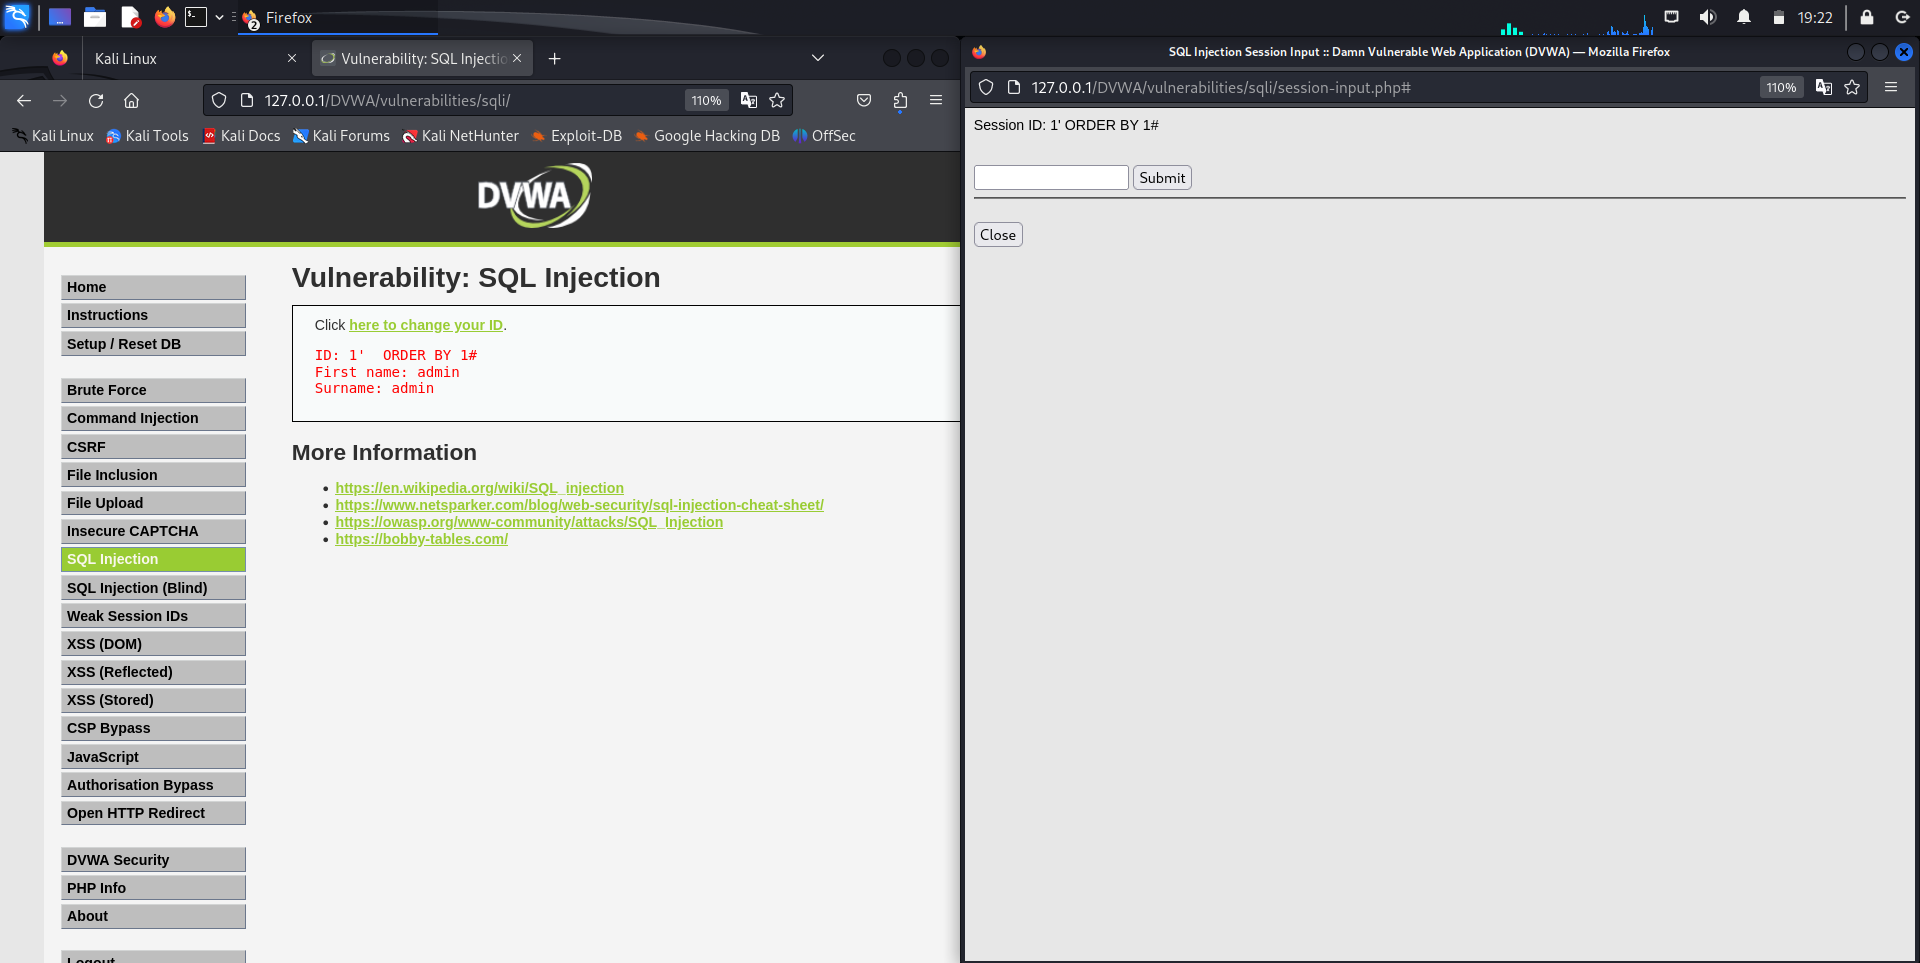 Firefox
2
19:22
Kali Linux
Vulnerability: SQL Injectio
127.0.0.1/DVWA/vulnerabilities/sqli/
110%
Kali Linux
Kali Tools
Kali Docs
Kali Forums
Kali NetHunter
Exploit-DB
Google Hacking DB
OffSec
DVWA
Home
Instructions
Setup / Reset DB
Brute Force
Command Injection
CSRF
File Inclusion
File Upload
Insecure CAPTCHA
SQL Injection
SQL Injection (Blind)
Weak Session IDs
XSS (DOM)
XSS (Reflected)
XSS (Stored)
CSP Bypass
JavaScript
Authorisation Bypass
Open HTTP Redirect
DVWA Security
PHP Info
About
Logout
Vulnerability: SQL Injection
Click here to change your ID.
ID: 1'  ORDER BY 1#
First name: admin
Surname: admin
More Information
https://en.wikipedia.org/wiki/SQL_injection
https://www.netsparker.com/blog/web-security/sql-injection-cheat-sheet/
https://owasp.org/www-community/attacks/SQL_Injection
https://bobby-tables.com/
SQL Injection Session Input :: Damn Vulnerable Web Application (DVWA) — Mozilla Firefox
127.0.0.1/DVWA/vulnerabilities/sqli/session-input.php#
110%
Session ID: 1' ORDER BY 1#
Submit
Close